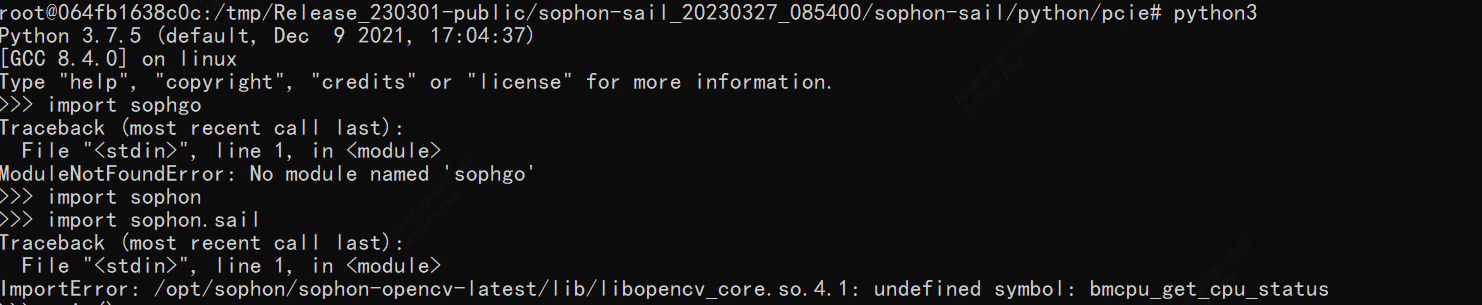 root@064fb1638c0c:/tmp/Release_230301-public/sophon-sail_20230327_085400/sophon-sail/python/pcie# python3
Python 3.7.5 (default, Dec  9 2021, 17:04:37)
[GCC 8.4.0] on linux
Type "help", "copyright", "credits" or "license" for more information.
>>> import sophgo
Traceback (most recent call last):
  File "<stdin>", line 1, in <module>
ModuleNotFoundError: No module named 'sophgo'
>>> import sophon
>>> import sophon.sail
Traceback (most recent call last):
  File "<stdin>", line 1, in <module>
ImportError: /opt/sophon/sophon-opencv-latest/lib/libopencv_core.so.4.1: undefined symbol: bmcpu_get_cpu_status